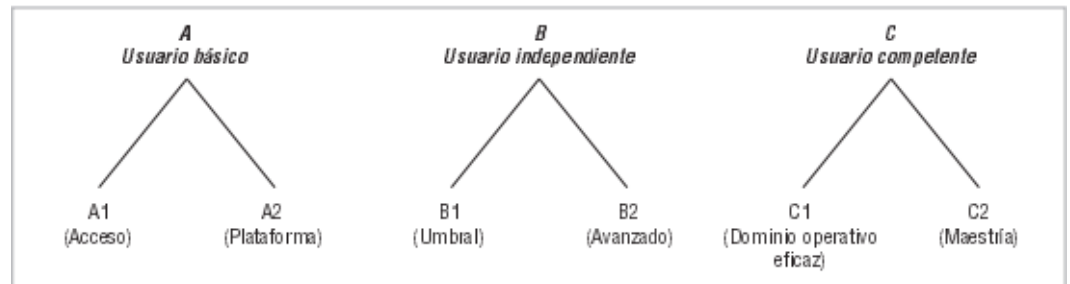 A B C
Usuario básico Usuario independiente Usuario competente
A1 A2 B1 B2 C1 C2
(Acceso) (Plataforma) (Umbral) (Avanzado) (Dominio operativo (Maestría)
eficaz)